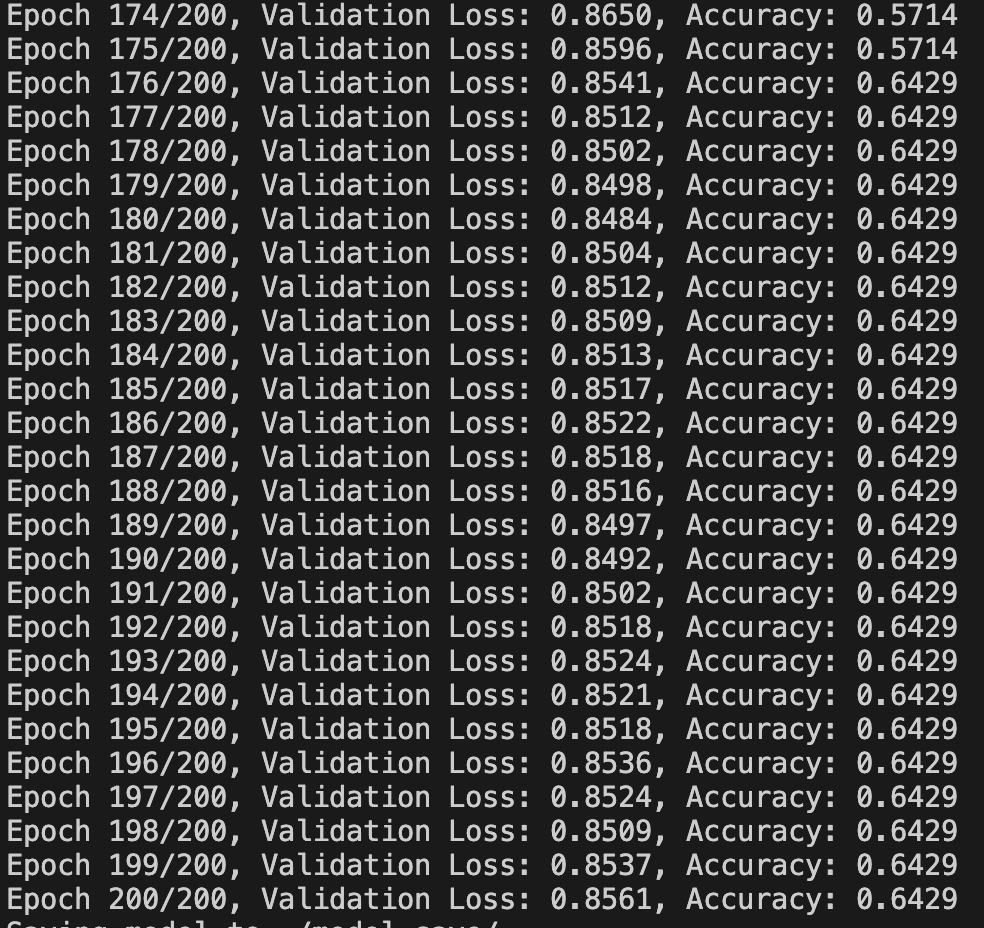 Epoch 174/200, Validation Loss: 0.8650, Accuracy: 0.5714
Epoch 175/200, Validation Loss: 0.8596, Accuracy: 0.5714
Epoch 176/200, Validation Loss: 0.8541, Accuracy: 0.6429
Epoch 177/200, Validation Loss: 0.8512, Accuracy: 0.6429
Epoch 178/200, Validation Loss: 0.8502, Accuracy: 0.6429
Epoch 179/200, Validation Loss: 0.8498, Accuracy: 0.6429
Epoch 180/200, Validation Loss: 0.8484, Accuracy: 0.6429
Epoch 181/200, Validation Loss: 0.8504, Accuracy: 0.6429
Epoch 182/200, Validation Loss: 0.8512, Accuracy: 0.6429
Epoch 183/200, Validation Loss: 0.8509, Accuracy: 0.6429
Epoch 184/200, Validation Loss: 0.8513, Accuracy: 0.6429
Epoch 185/200, Validation Loss: 0.8517, Accuracy: 0.6429
Epoch 186/200, Validation Loss: 0.8522, Accuracy: 0.6429
Epoch 187/200, Validation Loss: 0.8518, Accuracy: 0.6429
Epoch 188/200, Validation Loss: 0.8516, Accuracy: 0.6429
Epoch 189/200, Validation Loss: 0.8497, Accuracy: 0.6429
Epoch 190/200, Validation Loss: 0.8492, Accuracy: 0.6429
Epoch 191/200, Validation Loss: 0.8502, Accuracy: 0.6429
Epoch 192/200, Validation Loss: 0.8518, Accuracy: 0.6429
Epoch 193/200, Validation Loss: 0.8524, Accuracy: 0.6429
Epoch 194/200, Validation Loss: 0.8521, Accuracy: 0.6429
Epoch 195/200, Validation Loss: 0.8518, Accuracy: 0.6429
Epoch 196/200, Validation Loss: 0.8536, Accuracy: 0.6429
Epoch 197/200, Validation Loss: 0.8524, Accuracy: 0.6429
Epoch 198/200, Validation Loss: 0.8509, Accuracy: 0.6429
Epoch 199/200, Validation Loss: 0.8537, Accuracy: 0.6429
Epoch 200/200, Validation Loss: 0.8561, Accuracy: 0.6429
Saving model to